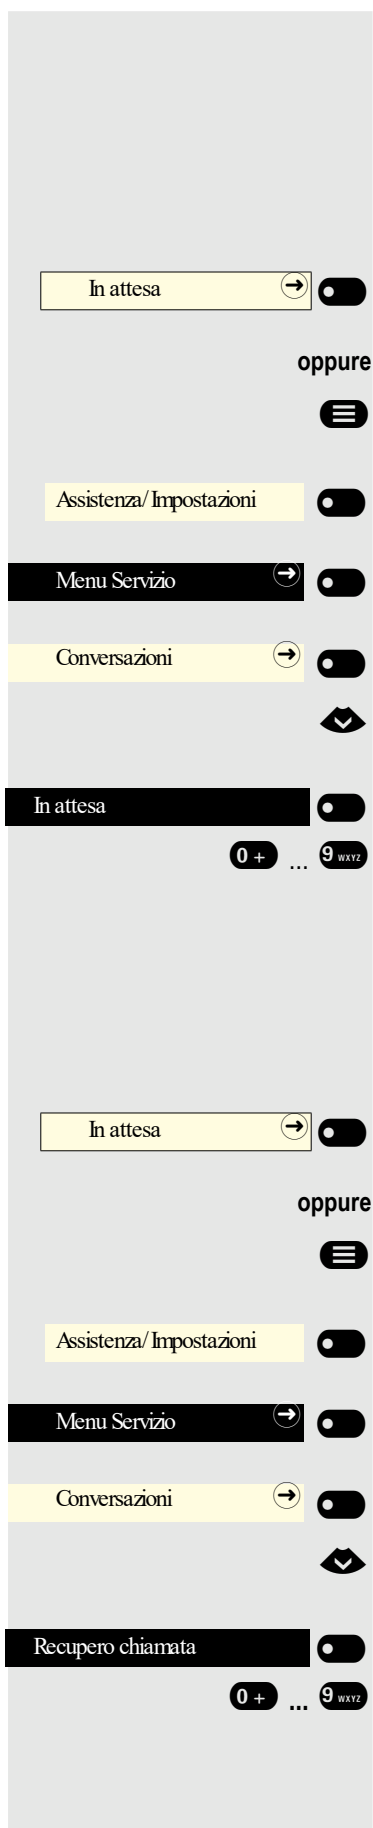 In attesa
oppure
Assistenza/Impostazioni
Menu Servizio
Conversazioni
In attesa
0 + ... 9 WXYZ
In attesa
oppure
Assistenza/Impostazioni
Menu Servizio
Conversazioni
Recupero chiamata
0 + ... 9 WXYZ